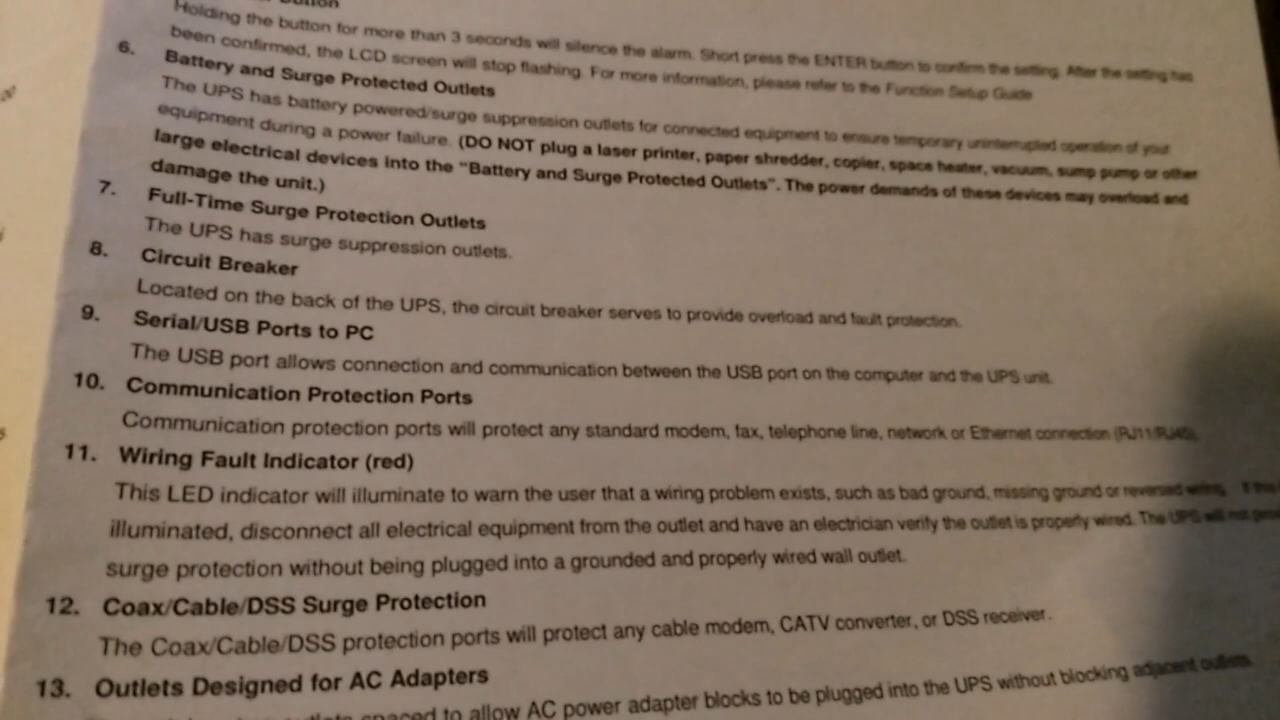 Holding the button for more than 3 seconds will silence the alarm. Short press the ENTER button to confirm the setting. After the setting has
been confirmed, the LCD screen will stop flashing. For more information, please refer to the Function Setup Guide
6. Battery and Surge Protected Outlets
The UPS has battery powered/surge suppression outlets for connected equipment to ensure temporary uninterrupted operation of your
equipment during a power failure. (DO NOT plug a laser printer, paper shredder, copier, space heater, vacuum, sump pump or other
large electrical devices into the "Battery and Surge Protected Outlets". The power demands of these devices may overload and
damage the unit.)
7. Full-Time Surge Protection Outlets
The UPS has surge suppression outlets.
8. Circuit Breaker
Located on the back of the UPS, the circuit breaker serves to provide overload and fault protection.
9. Serial/USB Ports to PC
The USB port allows connection and communication between the USB port on the computer and the UPS unit.
10. Communication Protection Ports
Communication protection ports will protect any standard modem, fax, telephone line, network or Ethernet connection (RJ11/RJ45).
11. Wiring Fault Indicator (red)
This LED indicator will illuminate to warn the user that a wiring problem exists, such as bad ground, missing ground or reversed wiring. If this
illuminated, disconnect all electrical equipment from the outlet and have an electrician verify the outlet is properly wired. The UPS will not
surge protection without being plugged into a grounded and properly wired wall outlet.
12. Coax/Cable/DSS Surge Protection
The Coax/Cable/DSS protection ports will protect any cable modem, CATV converter, or DSS receiver.
13. Outlets Designed for AC Adapters
spaced to allow AC power adapter blocks to be plugged into the UPS without blocking adjacent outlets.